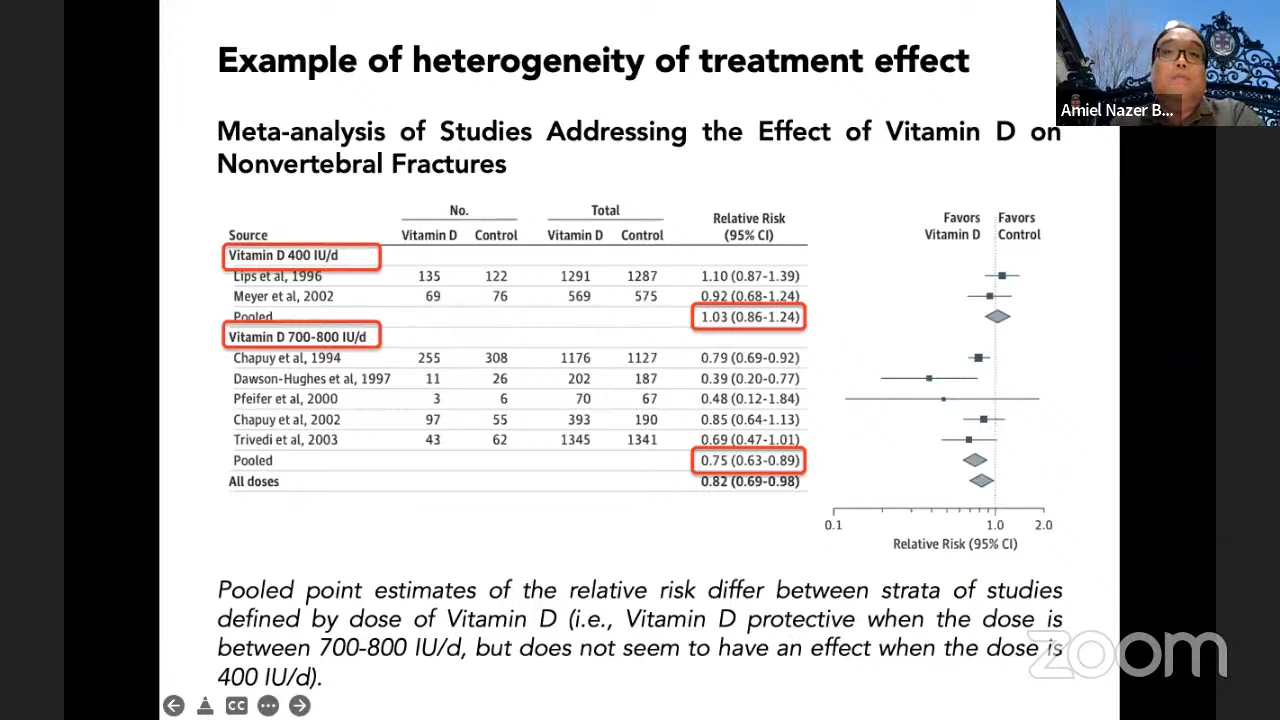 Example of heterogeneity of treatment effect
Amiel Nazer B...
Meta-analysis of Studies Addressing the Effect of Vitamin D on
Nonvertebral Fractures
No. Total Relative Risk (95% CI) Favors Vitamin D Favors Control
Source Vitamin D Control Vitamin D Control
Vitamin D 400 IU/d
Lips et al, 1996 135 122 1291 1287 1.10 (0.87-1.39)
Meyer et al, 2002 69 76 569 575 0.92 (0.68-1.24)
Pooled 1.03 (0.86-1.24)
Vitamin D 700-800 IU/d
Chapuy et al, 1994 255 308 1176 1127 0.79 (0.69-0.92)
Dawson-Hughes et al, 1997 11 26 202 187 0.39 (0.20-0.77)
Pfeifer et al, 2000 3 6 70 67 0.48 (0.12-1.84)
Chapuy et al, 2002 97 55 393 190 0.85 (0.64-1.13)
Trivedi et al, 2003 43 62 1345 1341 0.69 (0.47-1.01)
Pooled 0.75 (0.63-0.89)
All doses 0.82 (0.69-0.98)
0.1 1.0 2.0
Relative Risk (95% CI)
Pooled point estimates of the relative risk differ between strata of studies
defined by dose of Vitamin D (i.e., Vitamin D protective when the dose is
between 700-800 IU/d, but does not seem to have an effect when the dose is
400 IU/d).
zoom
CC